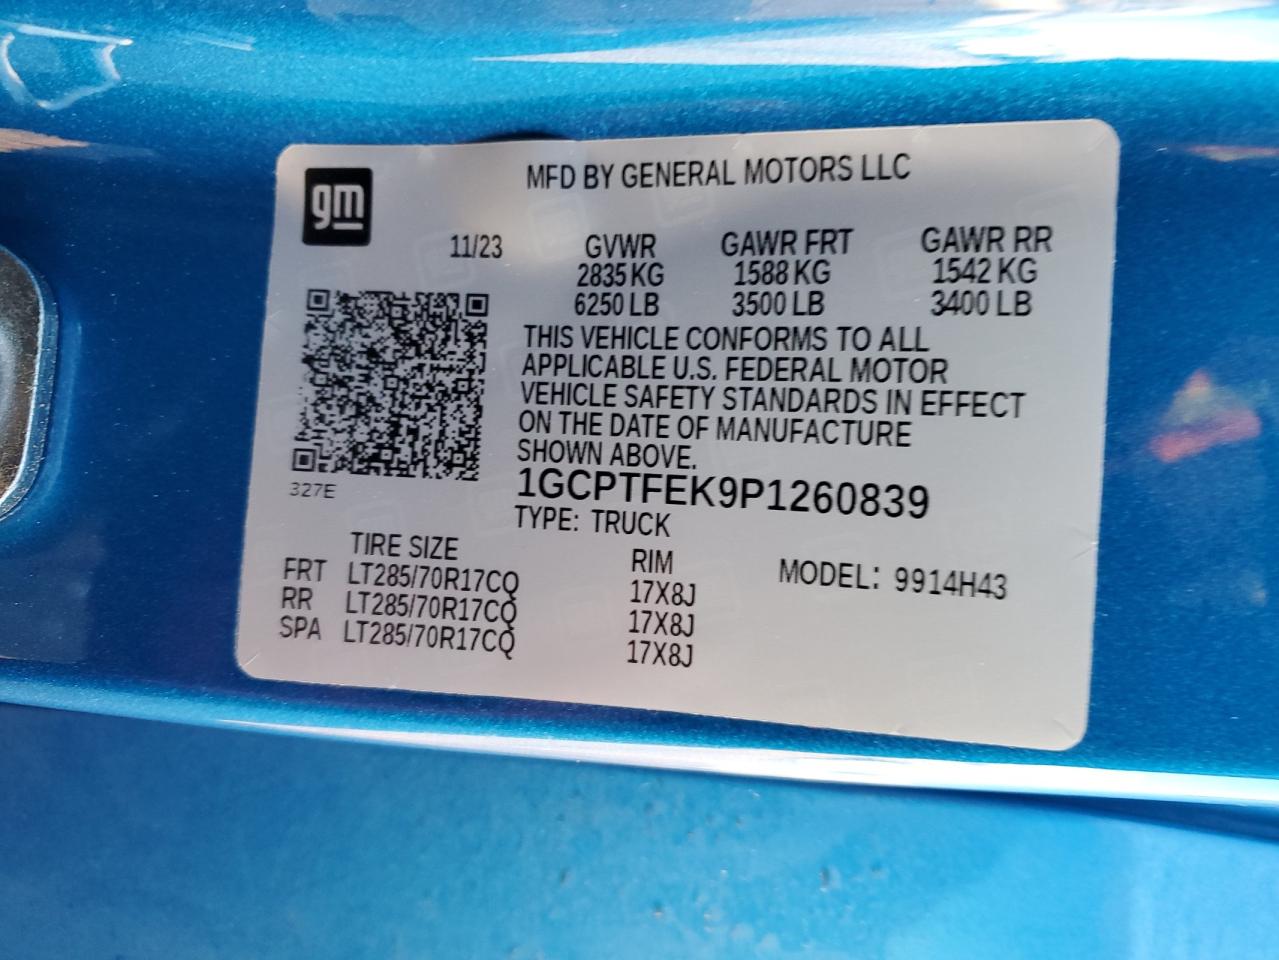 gm
MFD BY GENERAL MOTORS LLC
11/23 GVWR GAWR FRT GAWR RR
2835 KG 1588 KG 1542 KG
6250 LB 3500 LB 3400 LB
THIS VEHICLE CONFORMS TO ALL
APPLICABLE U.S. FEDERAL MOTOR
VEHICLE SAFETY STANDARDS IN EFFECT
ON THE DATE OF MANUFACTURE
SHOWN ABOVE.
327E
1GCPTFEK9P1260839
TYPE: TRUCK
TIRE SIZE RIM MODEL: 9914H43
FRT LT285/70R17CQ 17X8J
RR LT285/70R17CQ 17X8J
SPA LT285/70R17CQ 17X8J